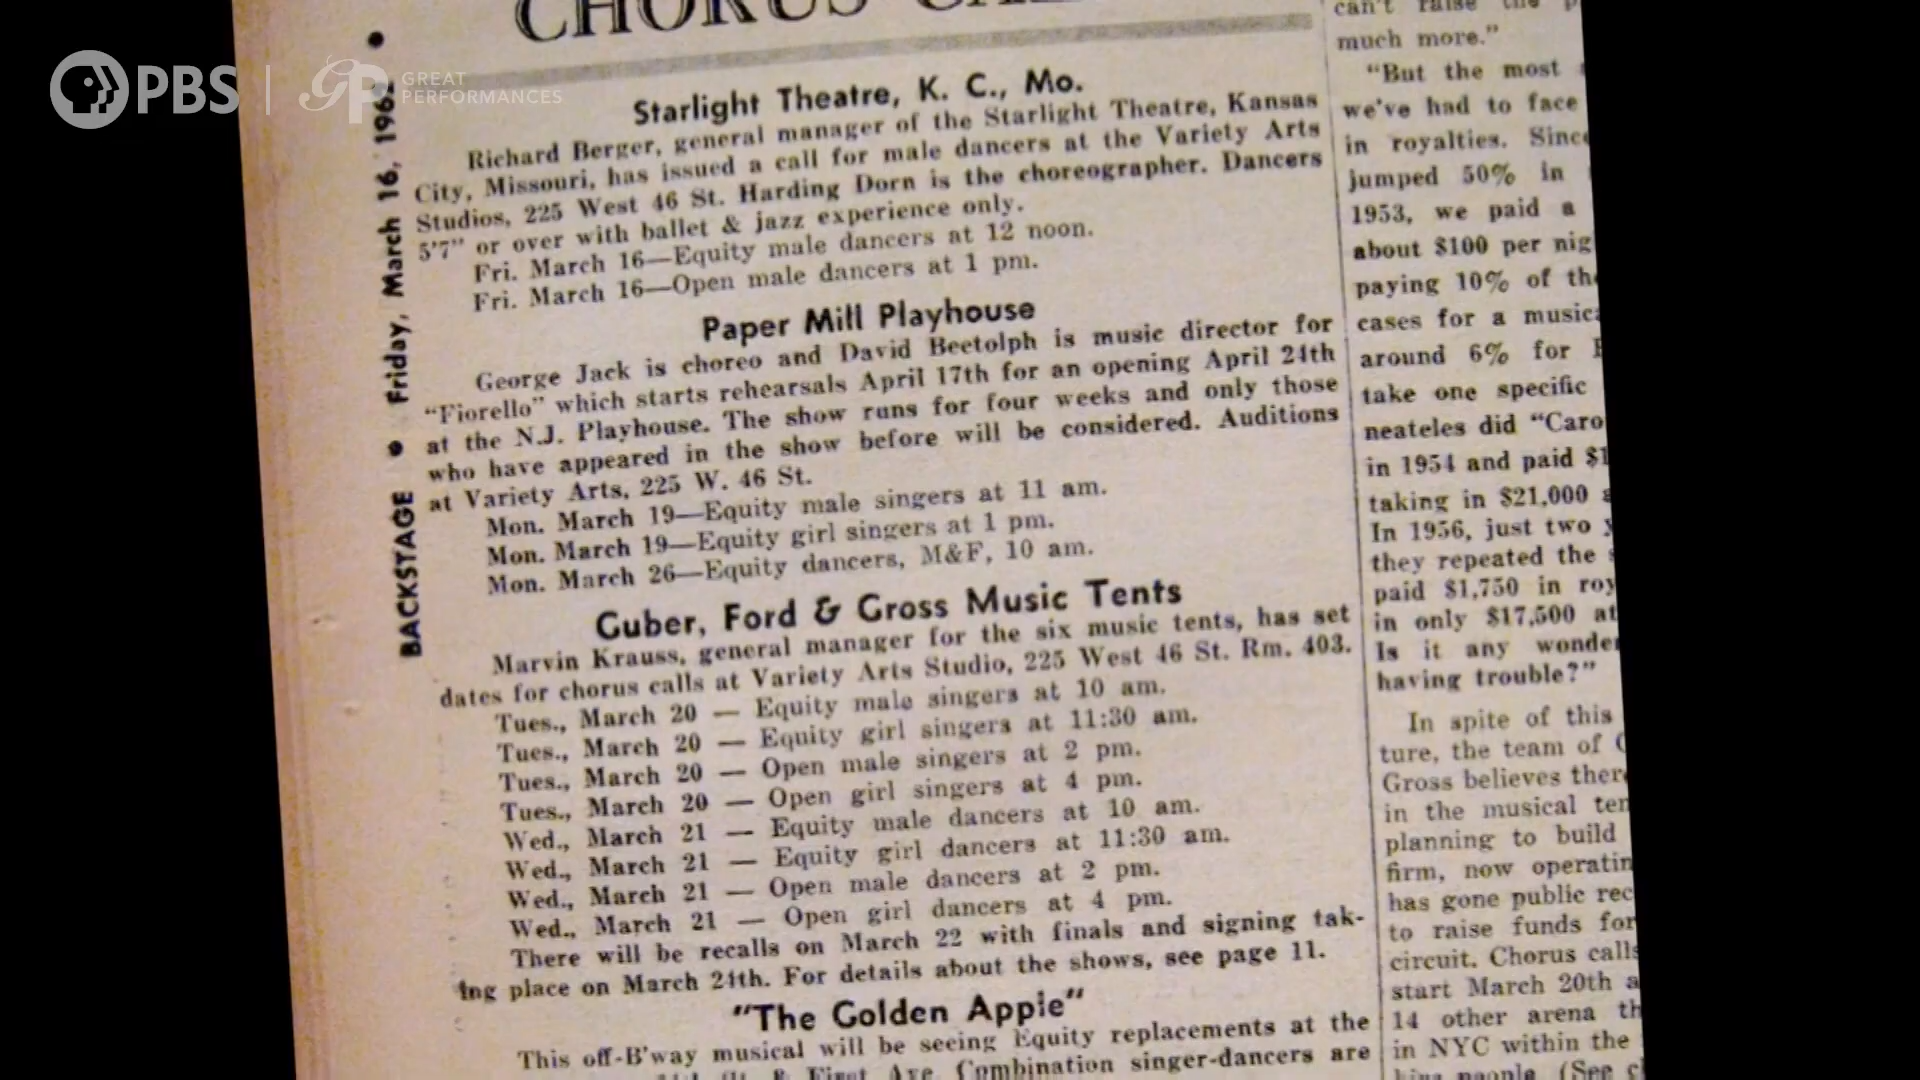 PBS
GP GREAT
PERFORMANCES
BACKSTAGE • Friday, March 16, 196
CHORUS
Starlight Theatre, K. C., Mo.
Richard Berger, general manager of the Starlight Theatre, Kansas
City, Missouri, has issued a call for male dancers at the Variety Arts
Studios, 225 West 46 St. Harding Dorn is the choreographer. Dancers
5'7" or over with ballet & jazz experience only.
Fri. March 16—Equity male dancers at 12 noon.
Fri. March 16—Open male dancers at 1 pm.
Paper Mill Playhouse
George Jack is choreo and David Beetolph is music director for
"Fiorello" which starts rehearsals April 17th for an opening April 24th
at the N.J. Playhouse. The show runs for four weeks and only those
who have appeared in the show before will be considered. Auditions
at Variety Arts, 225 W. 46 St.
Mon. March 19—Equity male singers at 11 am.
Mon. March 19—Equity girl singers at 1 pm.
Mon. March 26—Equity dancers, M&F, 10 am.
Guber, Ford & Gross Music Tents
Marvin Krauss, general manager for the six music tents, has set
dates for chorus calls at Variety Arts Studio, 225 West 46 St. Rm. 403.
Tues., March 20 — Equity male singers at 10 am.
Tues., March 20 — Equity girl singers at 11:30 am.
Tues., March 20 — Open male singers at 2 pm.
Tues., March 20 — Open girl singers at 4 pm.
Wed., March 21 — Equity male dancers at 10 am.
Wed., March 21 — Equity girl dancers at 11:30 am.
Wed., March 21 — Open male dancers at 2 pm.
Wed., March 21 — Open girl dancers at 4 pm.
There will be recalls on March 22 with finals and signing tak-
ing place on March 24th. For details about the shows, see page 11.
"The Golden Apple"
This off-B'way musical will be seeing Equity replacements at the
& First Ave. Combination singer-dancers are
can't raise the p
much more."
"But the most
we've had to face
in royalties. Since
jumped 50% in
1953, we paid a
about $100 per nig
paying 10% of the
cases for a musica
around 6% for
take one specific
neateles did "Caro
in 1954 and paid $1
taking in $21,000
In 1956, just two y
they repeated the s
paid $1,750 in roy
in only $17,500 at
Is it any wonder
having trouble?"
In spite of this
ture, the team of
Gross believes there
in the musical ten
planning to build
firm, now operatin
has gone public rec
to raise funds for
circuit. Chorus calls
start March 20th a
14 other arena th
in NYC within the
people. (See